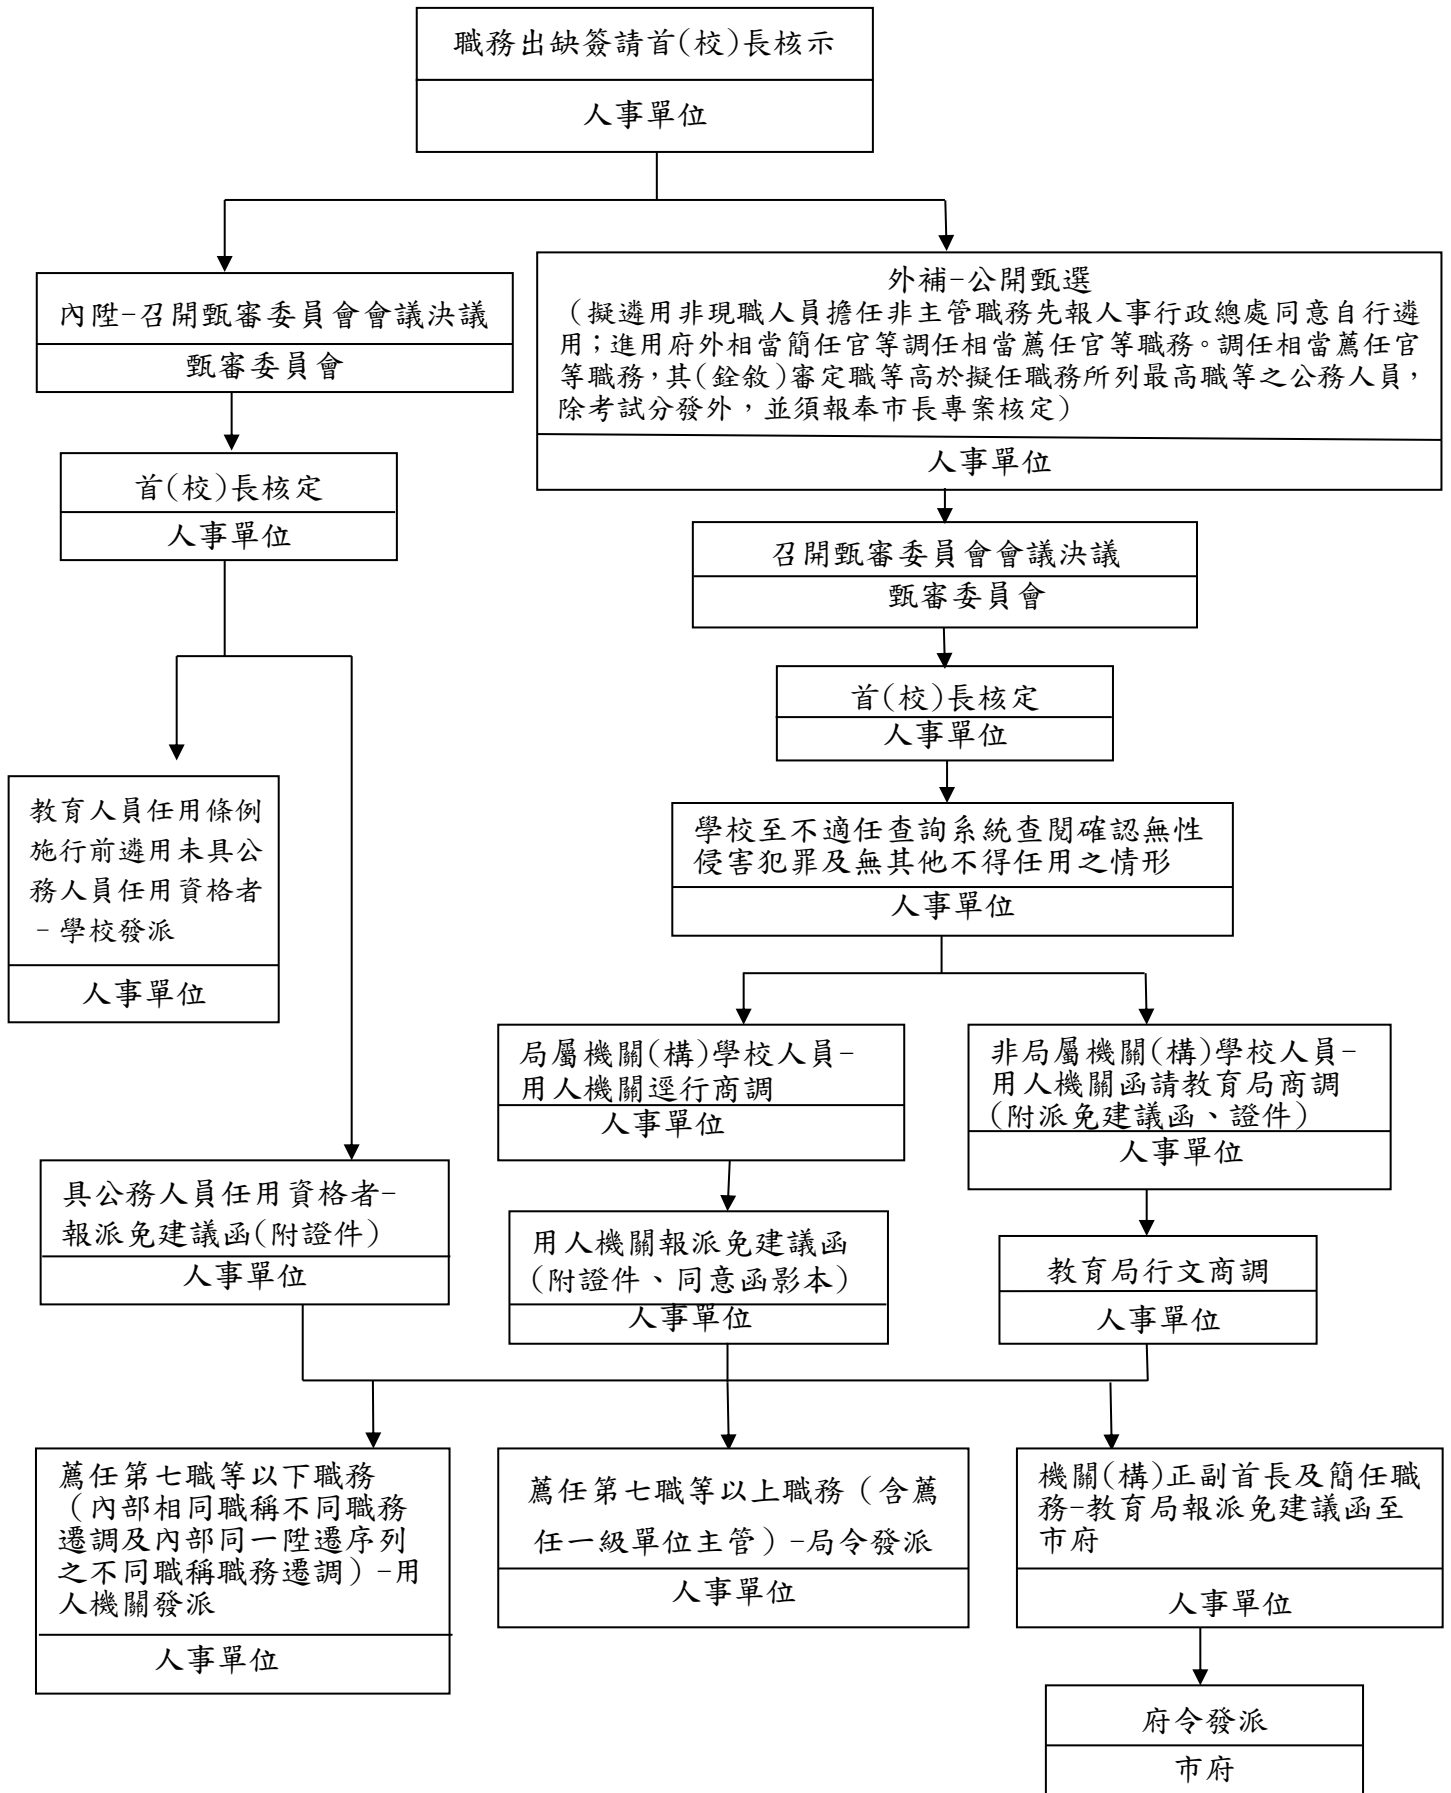 職務出缺簽請首(校)長核示
人事單位
內陞-召開甄審委員會會議決議
甄審委員會
外補-公開甄選
（擬遴用非現職人員擔任非主管職務先報人事行政總處同意自行遴
用；進用府外相當簡任官等調任相當薦任官等職務。調任相當薦任官
等職務，其(銓敘)審定職等高於擬任職務所列最高職等之公務人員，
除考試分發外，並須報奉市長專案核定）
人事單位
首(校)長核定
人事單位
召開甄審委員會會議決議
甄審委員會
首(校)長核定
人事單位
學校至不適任查詢系統查閱確認無性
侵害犯罪及無其他不得任用之情形
人事單位
教育人員任用條例
施行前遴用未具公
務人員任用資格者
-學校發派
人事單位
局屬機關(構)學校人員-
用人機關逕行商調
人事單位
非局屬機關(構)學校人員-
用人機關函請教育局商調
(附派免建議函、證件)
人事單位
具公務人員任用資格者-
報派免建議函(附證件)
人事單位
用人機關報派免建議函
(附證件、同意函影本)
人事單位
教育局行文商調
人事單位
薦任第七職等以下職務
（內部相同職稱不同職務
遷調及內部同一陞遷序列
之不同職稱職務遷調）-用
人機關發派
人事單位
薦任第七職等以上職務（含薦
任一級單位主管）-局令發派
人事單位
機關(構)正副首長及簡任職
務-教育局報派免建議函至
市府
人事單位
府令發派
市府